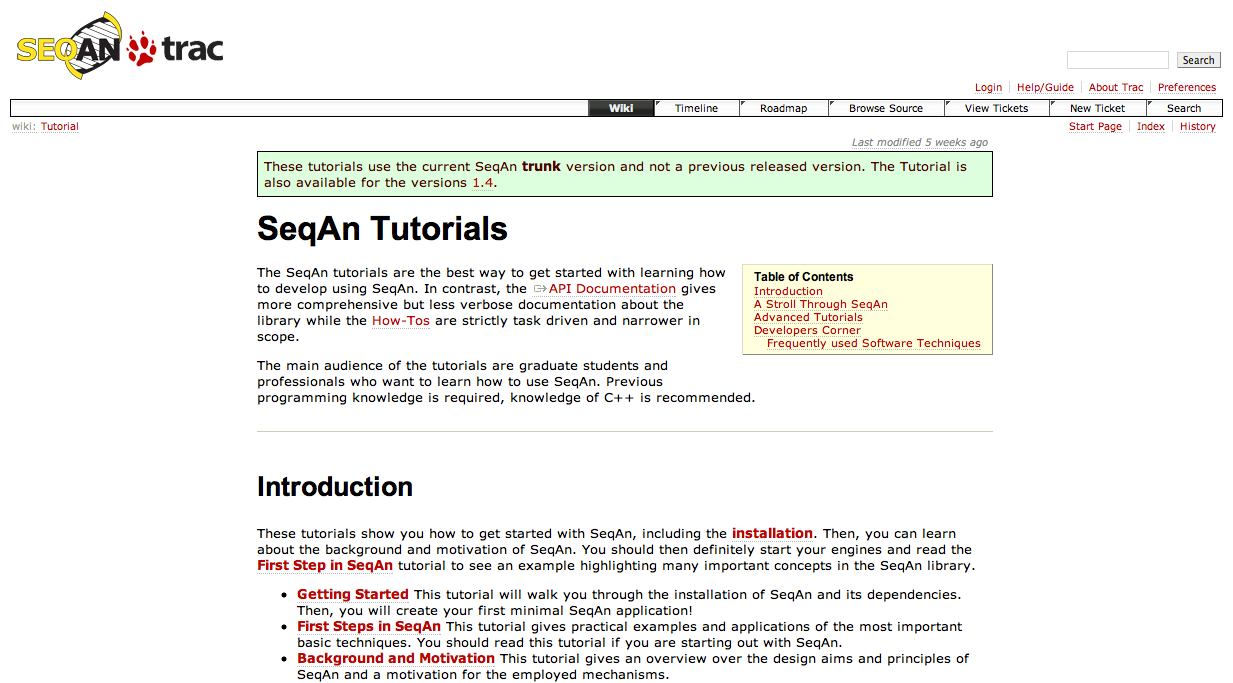 SEQAN trac
Search
Login Help/Guide About Trac Preferences
Wiki Timeline Roadmap Browse Source View Tickets New Ticket Search
wiki: Tutorial
Start Page Index History
Last modified 5 weeks ago
These tutorials use the current SeqAn trunk version and not a previous released version. The Tutorial is
also available for the versions 1.4.
SeqAn Tutorials
The SeqAn tutorials are the best way to get started with learning how
to develop using SeqAn. In contrast, the API Documentation gives
more comprehensive but less verbose documentation about the
library while the How-Tos are strictly task driven and narrower in
scope.
Table of Contents
Introduction
A Stroll Through SeqAn
Advanced Tutorials
Developers Corner
Frequently used Software Techniques
The main audience of the tutorials are graduate students and
professionals who want to learn how to use SeqAn. Previous
programming knowledge is required, knowledge of C++ is recommended.
Introduction
These tutorials show you how to get started with SeqAn, including the installation. Then, you can learn
about the background and motivation of SeqAn. You should then definitely start your engines and read the
First Step in SeqAn tutorial to see an example highlighting many important concepts in the SeqAn library.
• Getting Started This tutorial will walk you through the installation of SeqAn and its dependencies.
Then, you will create your first minimal SeqAn application!
• First Steps in SeqAn This tutorial gives practical examples and applications of the most important
basic techniques. You should read this tutorial if you are starting out with SeqAn.
• Background and Motivation This tutorial gives an overview over the design aims and principles of
SeqAn and a motivation for the employed mechanisms.